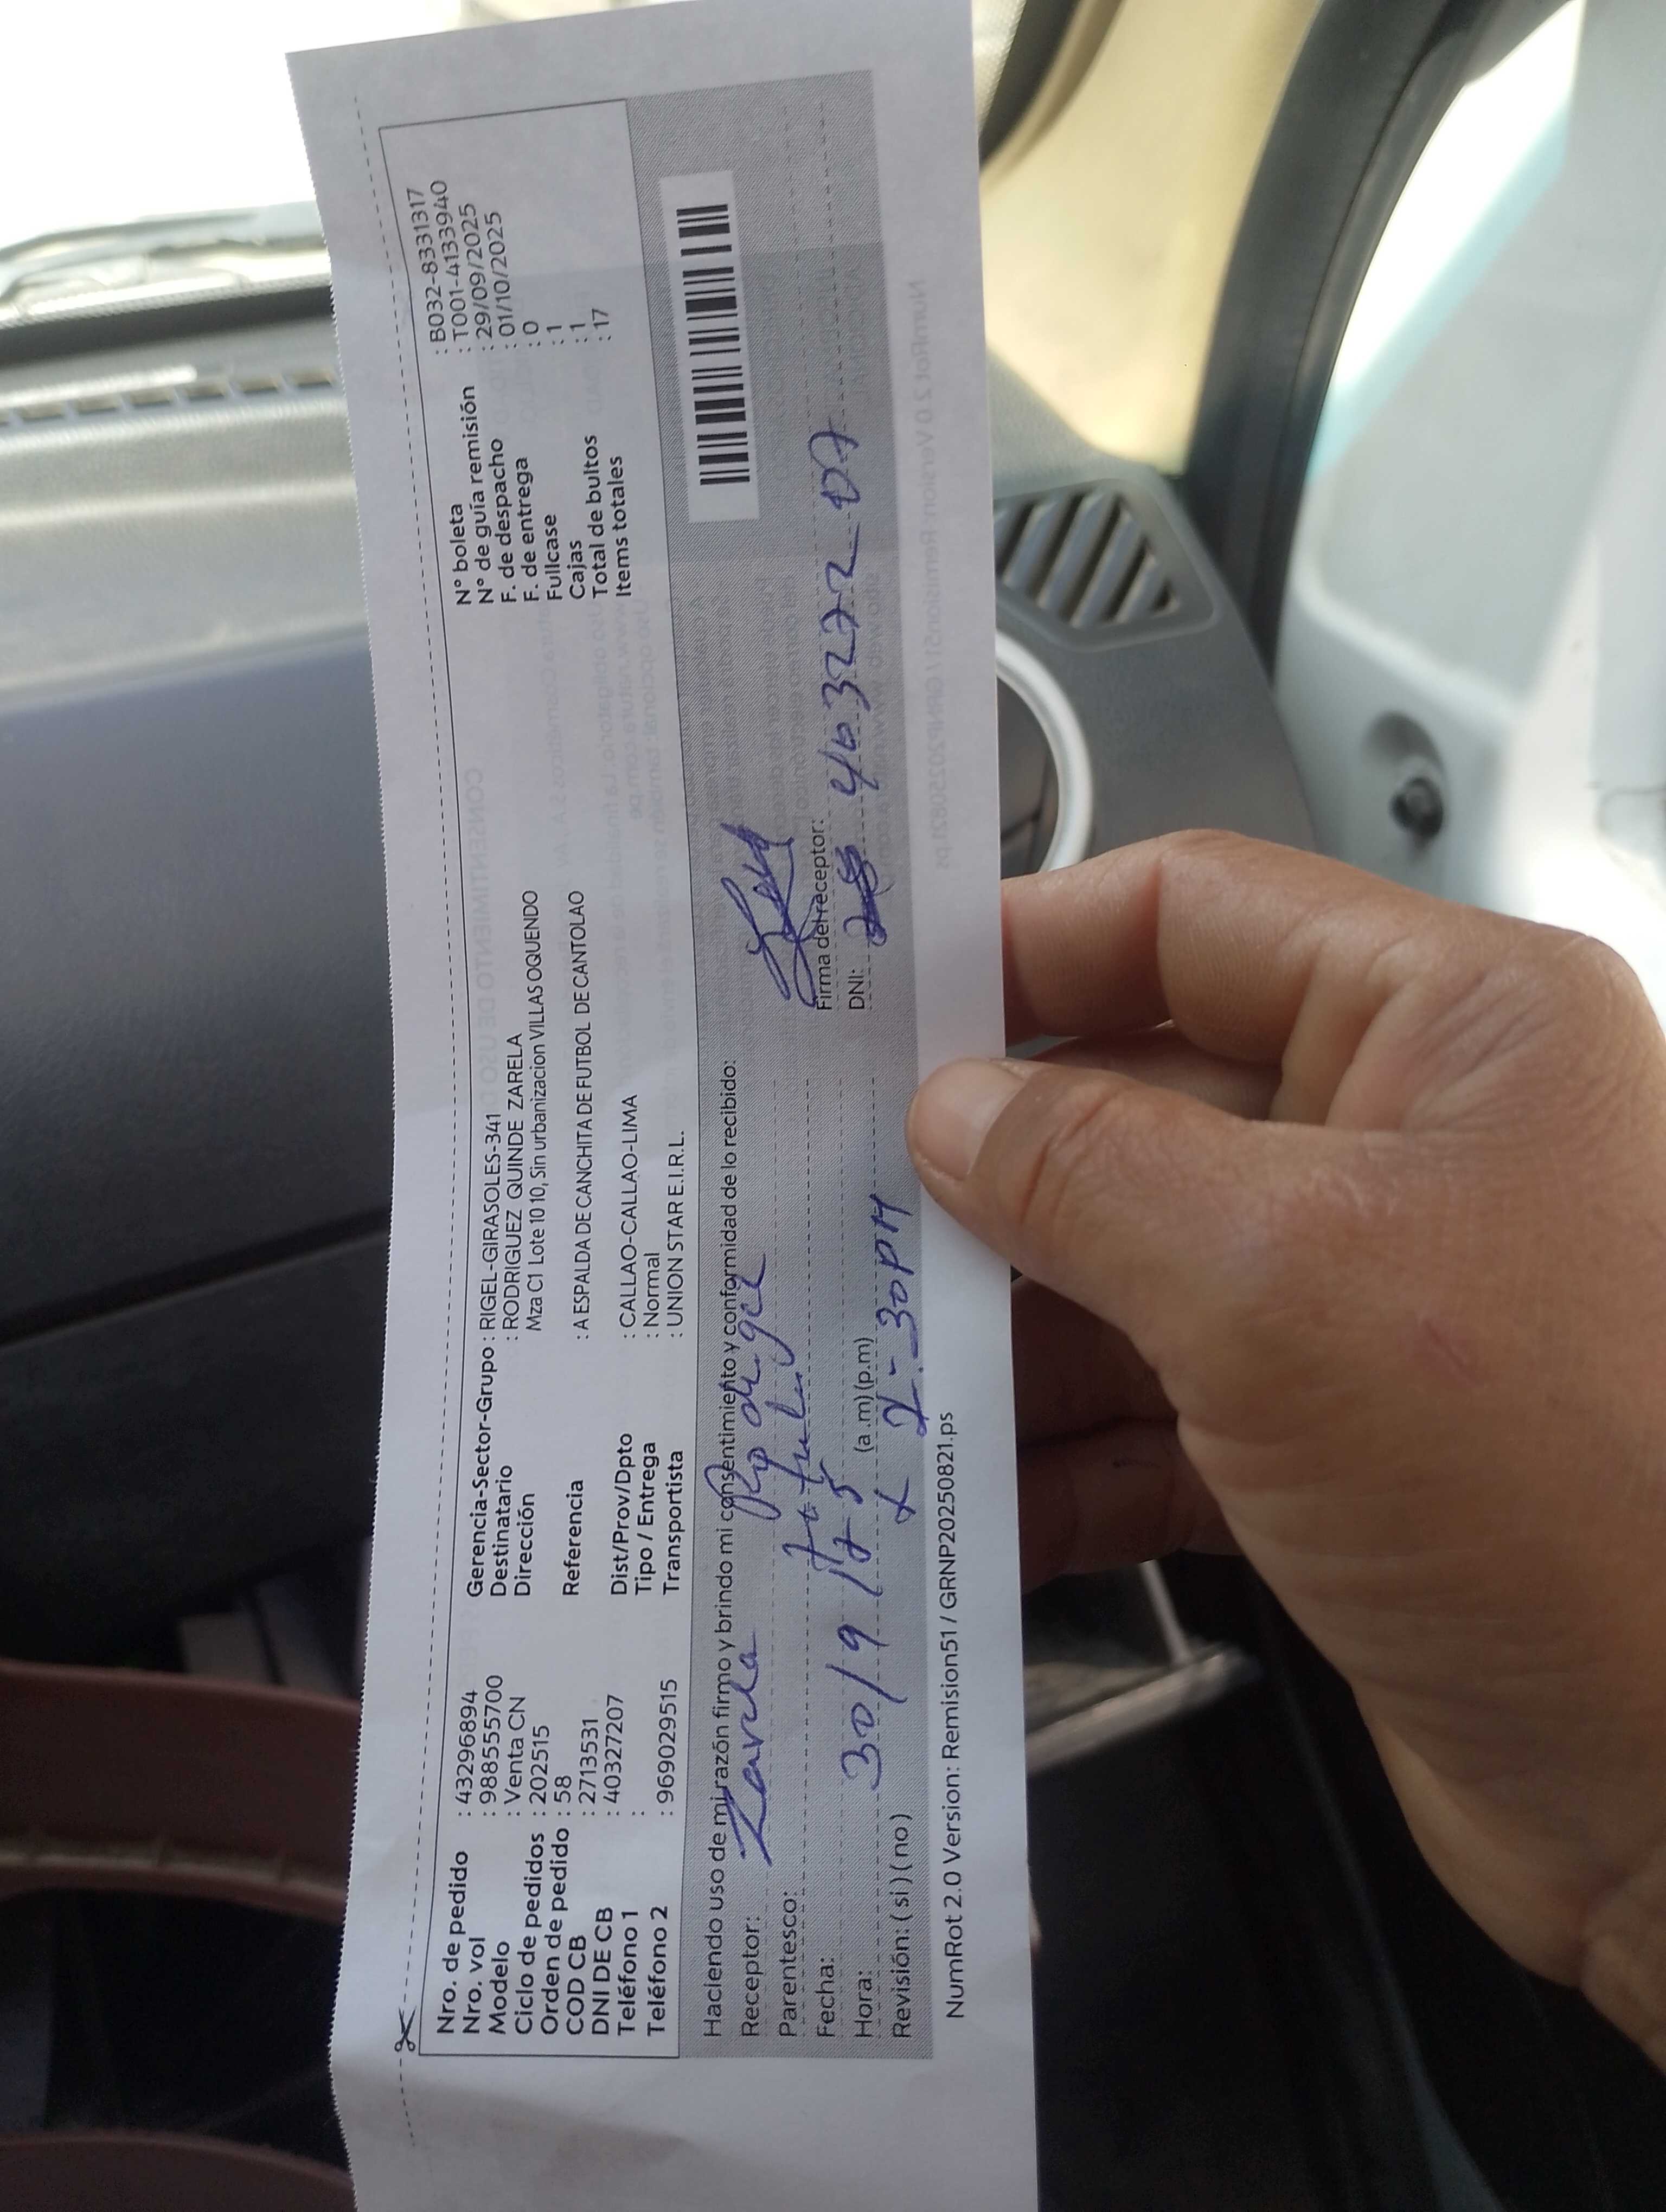 Nro. de pedido : 43296894
Nro. vol : 988555700
Modelo : Venta CN
Ciclo de pedidos : 202515
Orden de pedido : 58
COD CB : 2713531
DNI DE CB : 40327207
Teléfono 1 :
Teléfono 2 : 969029515
Gerencia-Sector-Grupo : RIGEL-GIRASOLES-341
Destinatario : RODRIGUEZ QUINDE ZARELA
Dirección Mza C1 Lote 10 10, Sin urbanizacion VILLAS OQUENDO
Referencia : A ESPALDA DE CANCHITA DE FUTBOL DE CANTOLAO
Dist/Prov/Dpto : CALLAO-CALLAO-LIMA
Tipo / Entrega : Normal
Transportista : UNION STAR E.I.R.L.
N° boleta : B032-8331317
N° de guía remisión : T001-4133940
F. de despacho : 29/09/2025
F. de entrega : 01/10/2025
Fullcase : 0
Cajas : 1
Total de bultos : 1
Items totales : 17
Haciendo uso de mi razón firmo y brindo mi consentimiento y conformidad de lo recibido:
Receptor: Zarela
Parentesco: titular
Fecha: 30/9/25
Hora: (a .m) (p.m) 2:30 PM
Revisión: ( si ) ( no )
Firma del receptor:
DNI: 40327207
NumRot 2.0 Version: Remision51 / GRNP20250821.ps